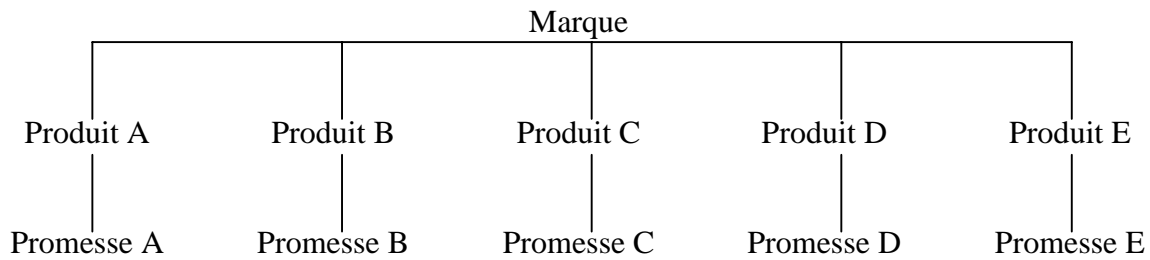 Marque
Produit A Produit B Produit C Produit D Produit E
Promesse A Promesse B Promesse C Promesse D Promesse E